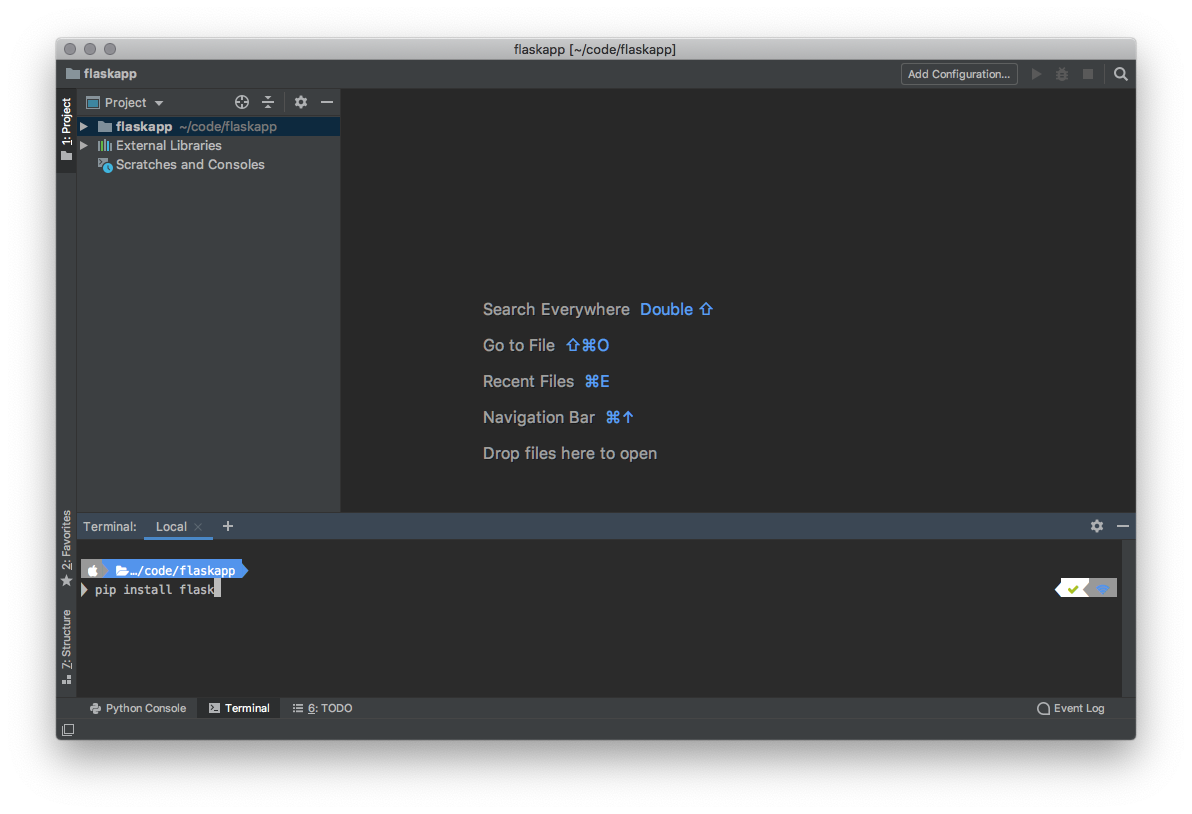 flaskapp [~/code/flaskapp]
flaskapp
Add Configuration...
1: Project
Project
flaskapp ~/code/flaskapp
External Libraries
Scratches and Consoles
Search Everywhere Double ⇧
Go to File ⇧⌘O
Recent Files ⌘E
Navigation Bar ⌘↑
Drop files here to open
2: Favorites
Z: Structure
Terminal: Local × +
…/code/flaskapp
pip install flask
Python Console Terminal 6: TODO Event Log